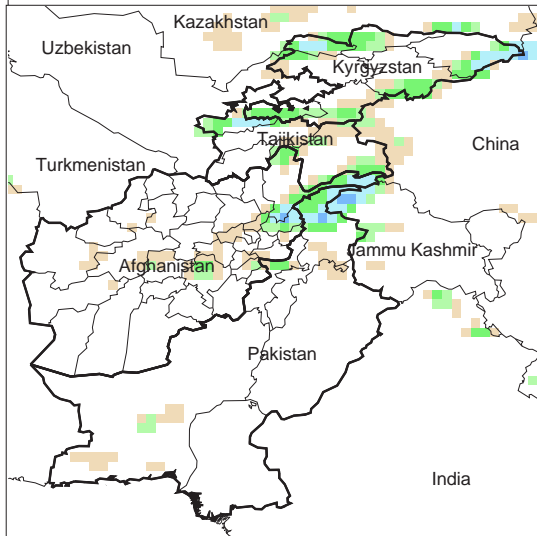 Kazakhstan
Uzbekistan
Kyrgyzstan
Tajikistan
China
Turkmenistan
Jammu Kashmir
Afghanistan
Pakistan
India